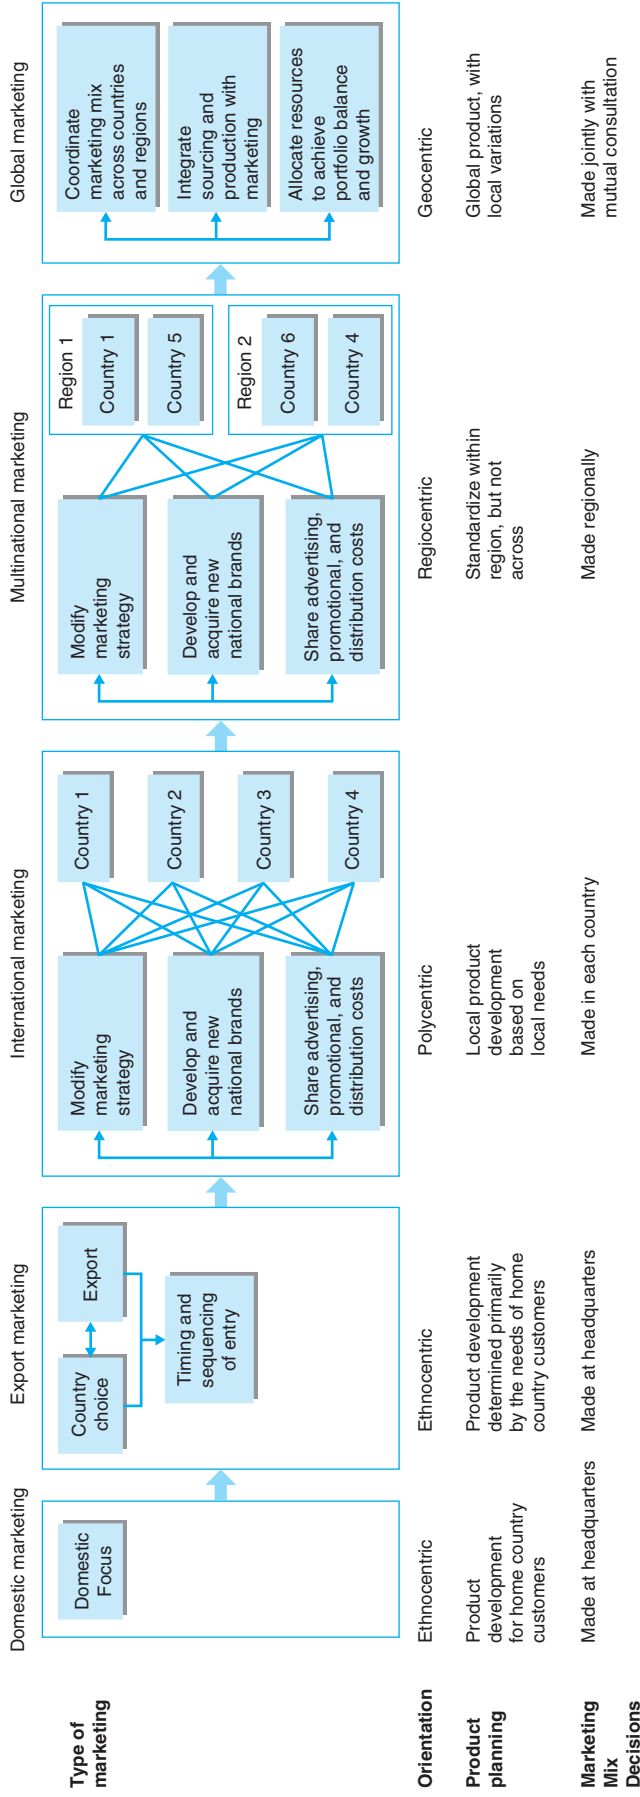 Domestic marketing
Export marketing
International marketing
Multinational marketing
Global marketing
Type of
marketing
Domestic
Focus
Country
choice
Export
Timing and
sequencing
of entry
Modify
marketing
strategy
Develop and
acquire new
national brands
Share advertising,
promotional, and
distribution costs
Country 1
Country 2
Country 3
Country 4
Modify
marketing
strategy
Develop and
acquire new
national brands
Share advertising,
promotional, and
distribution costs
Region 1
Country 1
Country 5
Region 2
Country 6
Country 4
Coordinate
marketing mix
across countries
and regions
Integrate
sourcing and
production with
marketing
Allocate resources
to achieve
portfolio balance
and growth
Orientation
Ethnocentric
Ethnocentric
Polycentric
Regiocentric
Geocentric
Product
planning
Product
development
for home country
customers
Product development
determined primarily
by the needs of home
country customers
Local product
development
based on
local needs
Standardize within
region, but not
across
Global product, with
local variations
Marketing
Mix
Decisions
Made at headquarters
Made at headquarters
Made in each country
Made regionally
Made jointly with
mutual consultation